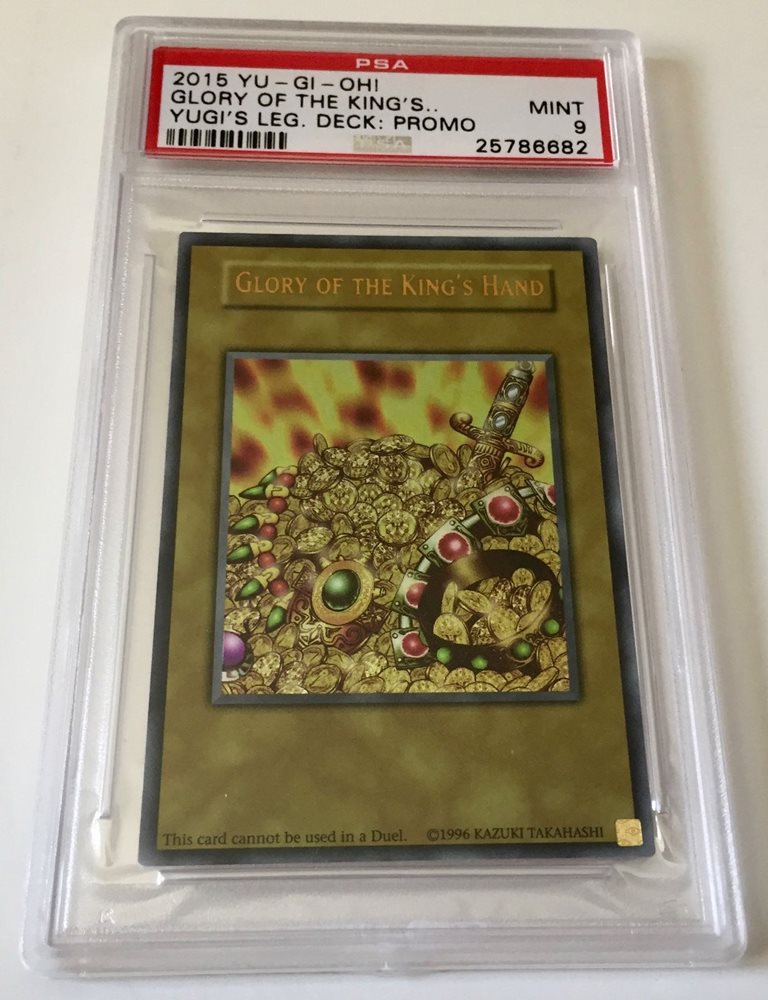 PSA
2015 YU-GI-OH! MINT
GLORY OF THE KING'S.. 9
YUGI'S LEG. DECK: PROMO 25786682
PSA
GLORY OF THE KING'S HAND
This card cannot be used in a Duel. ©1996 KAZUKI TAKAHASHI